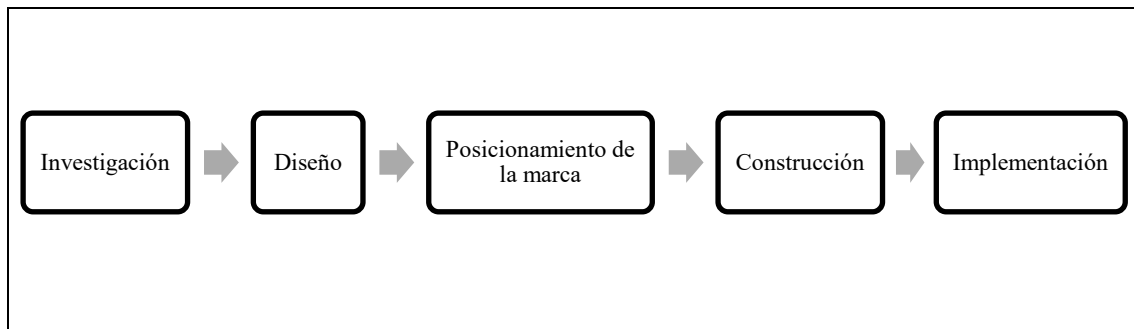 Investigación
Diseño
Posicionamiento de
la marca
Construcción
Implementación